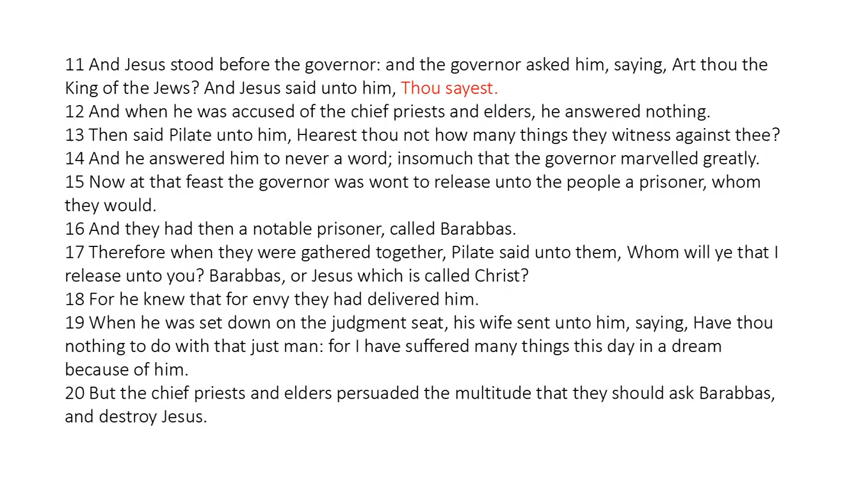 11 And Jesus stood before the governor: and the governor asked him, saying, Art thou the
King of the Jews? And Jesus said unto him, Thou sayest.
12 And when he was accused of the chief priests and elders, he answered nothing.
13 Then said Pilate unto him, Hearest thou not how many things they witness against thee?
14 And he answered him to never a word; insomuch that the governor marvelled greatly.
15 Now at that feast the governor was wont to release unto the people a prisoner, whom
they would.
16 And they had then a notable prisoner, called Barabbas.
17 Therefore when they were gathered together, Pilate said unto them, Whom will ye that I
release unto you? Barabbas, or Jesus which is called Christ?
18 For he knew that for envy they had delivered him.
19 When he was set down on the judgment seat, his wife sent unto him, saying, Have thou
nothing to do with that just man: for I have suffered many things this day in a dream
because of him.
20 But the chief priests and elders persuaded the multitude that they should ask Barabbas,
and destroy Jesus.